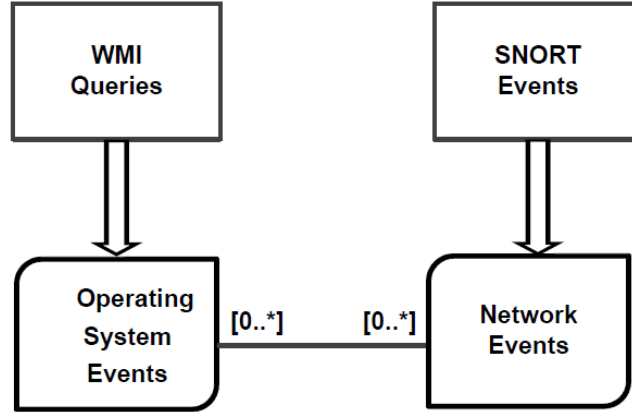 WMI
Queries
SNORT
Events
Operating
System
Events
[0..*]
[0..*]
Network
Events